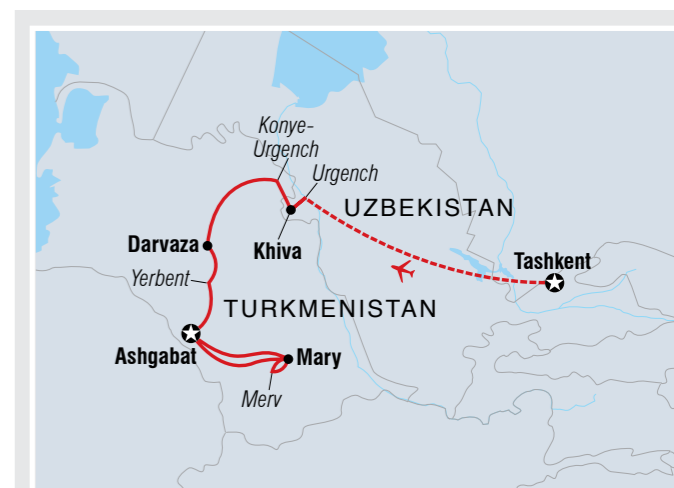 Konye-
Urgench
Urgench
UZBEKISTAN
Khiva
Darvaza
Tashkent
Yerbent
TURKMENISTAN
Ashgabat
Mary
Merv